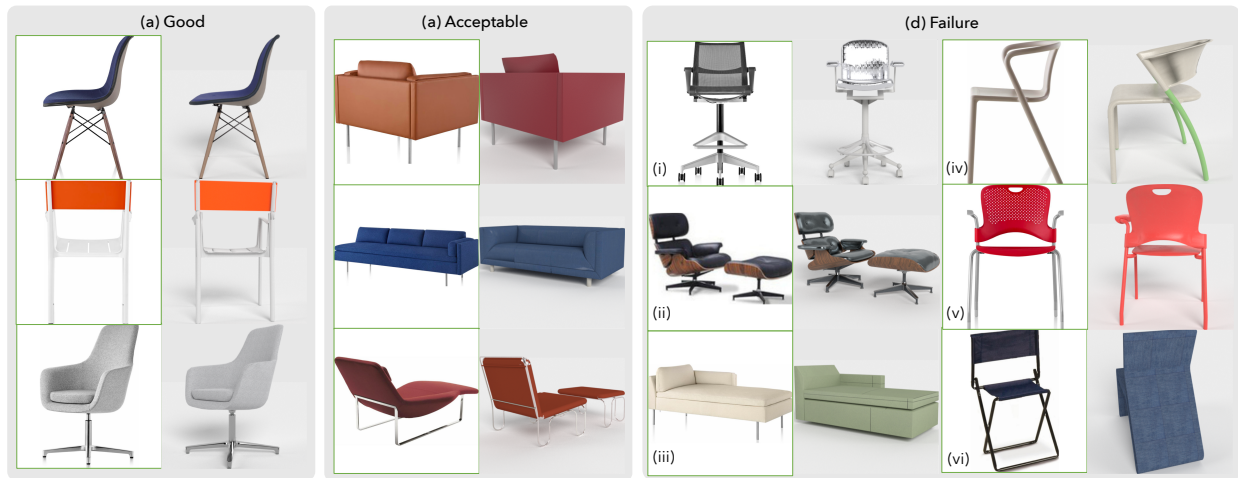 (a) Good
(a) Acceptable
(d) Failure
(i)
(iv)
(ii)
(v)
(iii)
(vi)